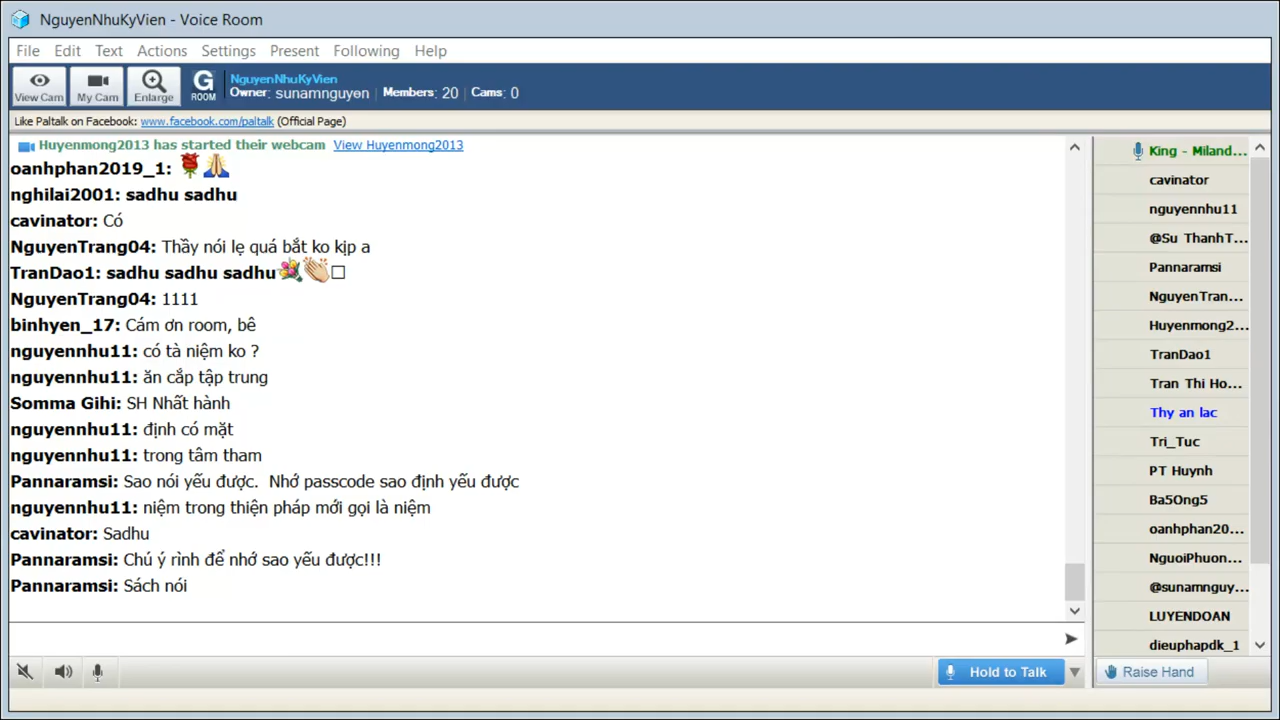 NguyenNhuKyVien - Voice Room
File Edit Text Actions Settings Present Following Help
View Cam My Cam Enlarge G ROOM
NguyenNhuKyVien
Owner: sunamnguyen | Members: 20 | Cams: 0
Like Paltalk on Facebook: www.facebook.com/paltalk (Official Page)
Huyenmong2013 has started their webcam View Huyenmong2013
oanhphan2019_1:
nghilai2001: sadhu sadhu
cavinator: Có
NguyenTrang04: Thầy nói lẹ quá bắt ko kịp a
TranDao1: sadhu sadhu sadhu
NguyenTrang04: 1111
binhyen_17: Cám ơn room, bê
nguyennhu11: có tà niệm ko ?
nguyennhu11: ăn cắp tập trung
Somma Gihi: SH Nhất hành
nguyennhu11: định có mặt
nguyennhu11: trong tâm tham
Pannaramsi: Sao nói yếu được. Nhớ passcode sao định yếu được
nguyennhu11: niệm trong thiện pháp mới gọi là niệm
cavinator: Sadhu
Pannaramsi: Chú ý rình để nhớ sao yếu được!!!
Pannaramsi: Sách nói
King - Miland...
cavinator
nguyennhu11
@Su ThanhT...
Pannaramsi
NguyenTran...
Huyenmong2...
TranDao1
Tran Thi Ho...
Thy an lac
Tri_Tuc
PT Huynh
Ba5Ong5
oanhphan20...
NguoiPhuon...
@sunamnguy...
LUYENDOAN
dieuphapdk_1
Hold to Talk
Raise Hand